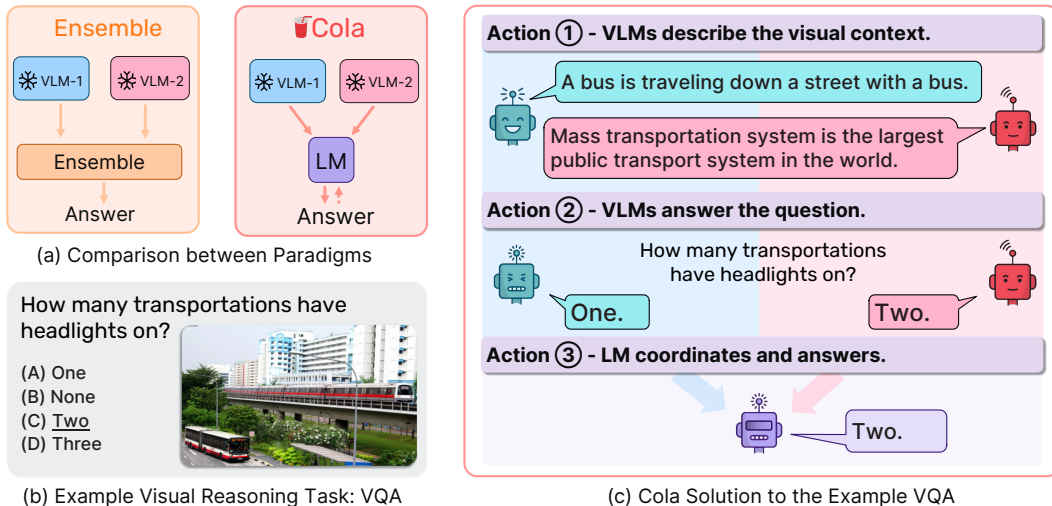 Ensemble
VLM-1
VLM-2
Ensemble
Answer
Cola
VLM-1
VLM-2
LM
Answer
(a) Comparison between Paradigms
How many transportations have
headlights on?
(A) One
(B) None
(C) Two
(D) Three
(b) Example Visual Reasoning Task: VQA
Action ① - VLMs describe the visual context.
A bus is traveling down a street with a bus.
Mass transportation system is the largest
public transport system in the world.
Action ② - VLMs answer the question.
How many transportations
have headlights on?
One.
Two.
Action ③ - LM coordinates and answers.
Two.
(c) Cola Solution to the Example VQA